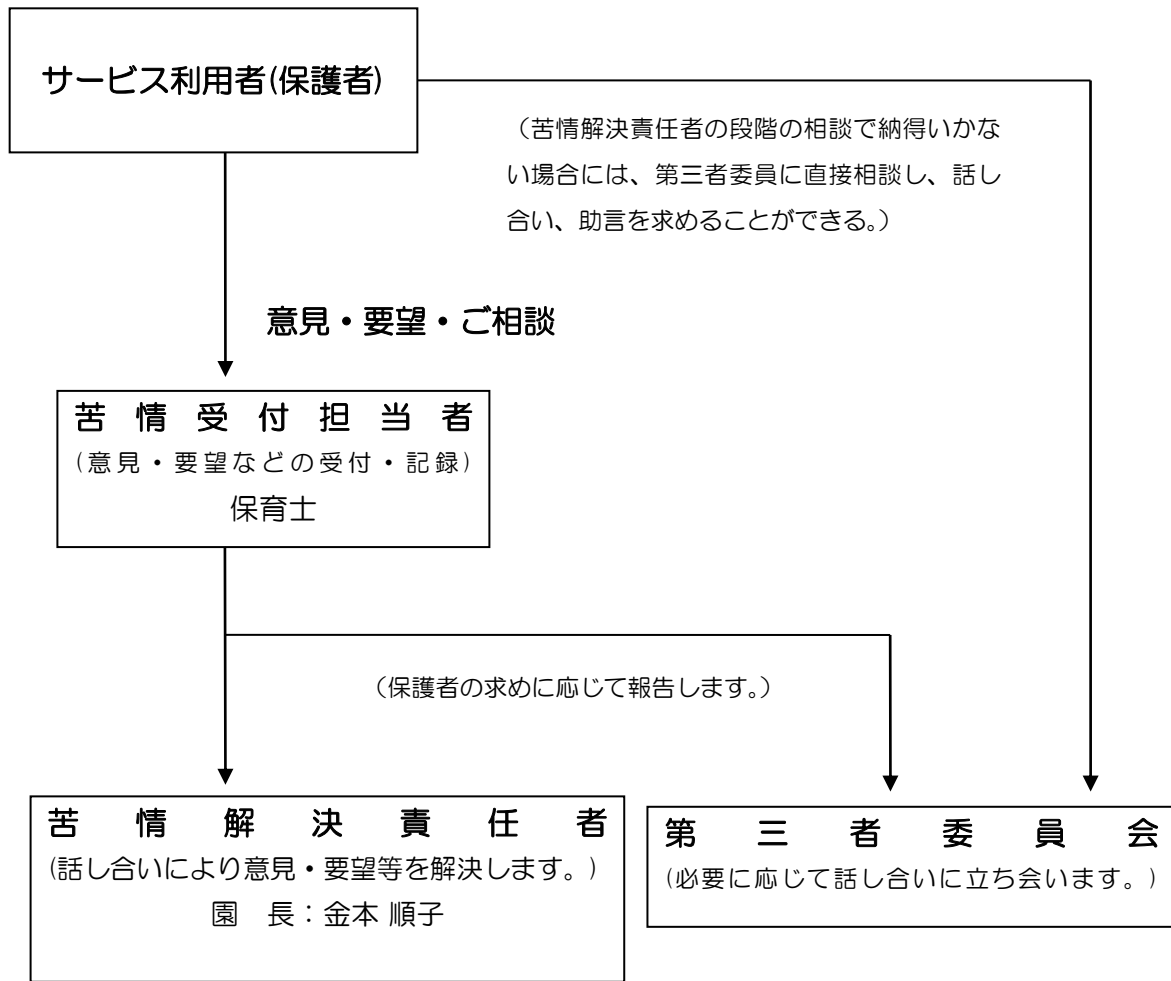 サービス利用者(保護者)
（苦情解決責任者の段階の相談で納得いかな
い場合には、第三者委員に直接相談し、話し
合い、助言を求めることができる。）
意見・要望・ご相談
苦情受付担当者
(意見・要望などの受付・記録)
保育士
（保護者の求めに応じて報告します。）
苦情解決責任者
(話し合いにより意見・要望等を解決します。)
園　長：金本 順子
第三者委員会
(必要に応じて話し合いに立ち会います。)